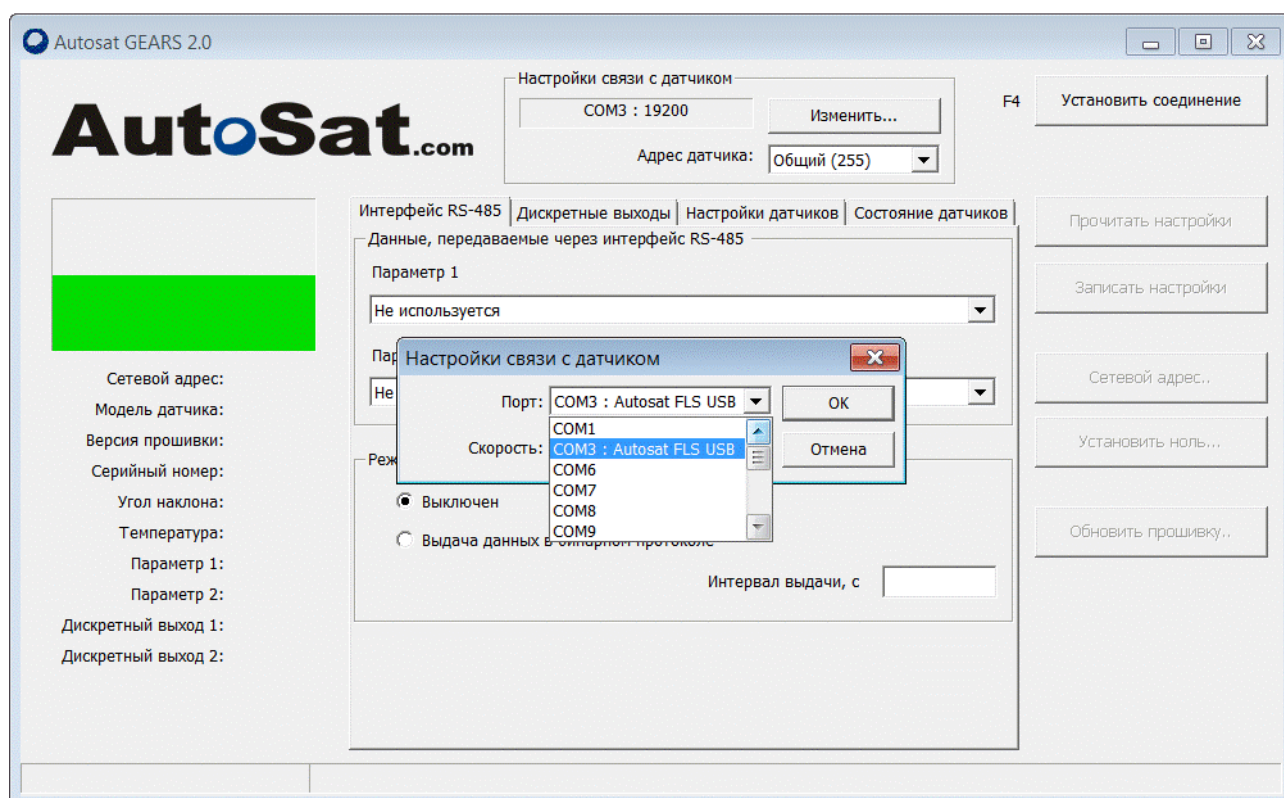 Autosat GEARS 2.0
AutoSat.com
Настройки связи с датчиком
COM3 : 19200
Изменить...
Адрес датчика:
Общий (255)
F4
Установить соединение
Интерфейс RS-485
Дискретные выходы
Настройки датчиков
Состояние датчиков
Данные, передаваемые через интерфейс RS-485
Параметр 1
Не используется
Пар
Не
Настройки связи с датчиком
Порт:
COM3 : Autosat FLS USB
OK
Скорость:
Отмена
COM1
COM3 : Autosat FLS USB
COM6
COM7
COM8
COM9
Реж
Выключен
Выдача данных в бинарном протоколе
Интервал выдачи, с
Прочитать настройки
Записать настройки
Сетевой адрес..
Установить ноль...
Обновить прошивку..
Сетевой адрес:
Модель датчика:
Версия прошивки:
Серийный номер:
Угол наклона:
Температура:
Параметр 1:
Параметр 2:
Дискретный выход 1:
Дискретный выход 2: